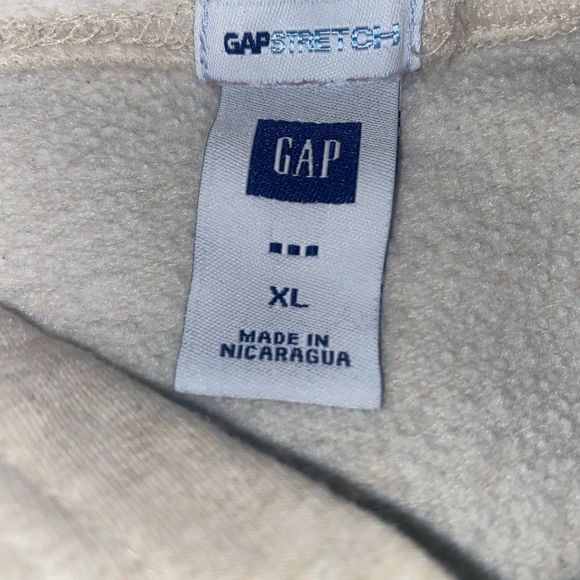 GAPSTRETCH
GAP
XL
MADE IN
NICARAGUA